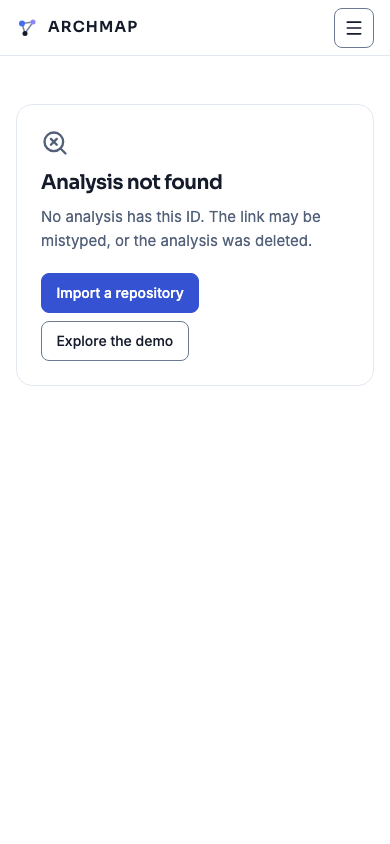 ARCHMAP
Analysis not found
No analysis has this ID. The link may be
mistyped, or the analysis was deleted.
Import a repository
Explore the demo